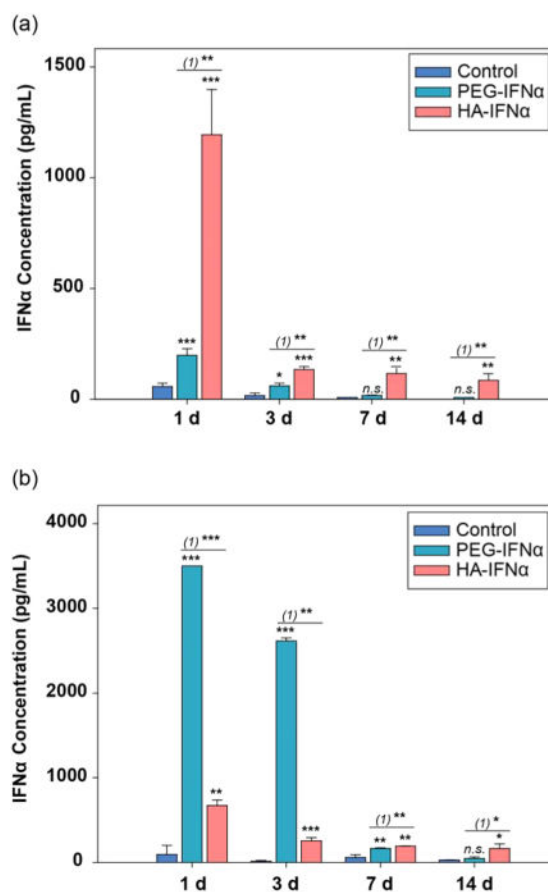 (a)
IFNα Concentration (pg/mL)
1500
1000
500
0
Control
PEG-IFNα
HA-IFNα
(1) **
***
***
(1) **
*
***
(1) **
n.s.
**
(1) **
n.s.
**
1 d 3 d 7 d 14 d
(b)
IFNα Concentration (pg/mL)
4000
3000
2000
1000
0
Control
PEG-IFNα
HA-IFNα
(1) ***
***
**
(1) **
***
***
(1) **
** **
(1) *
n.s. *
1 d 3 d 7 d 14 d